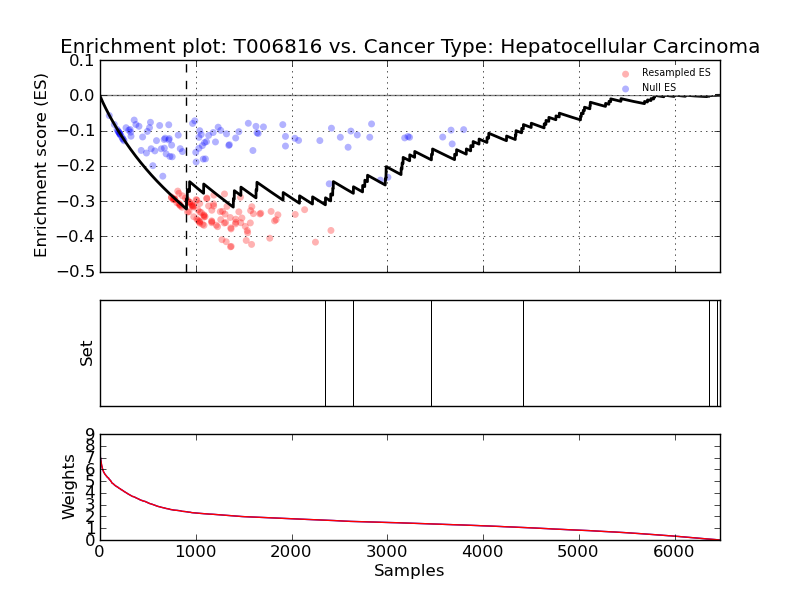 Enrichment plot: T006816 vs. Cancer Type: Hepatocellular Carcinoma
Enrichment score (ES)
0.1
0.0
−0.1
−0.2
−0.3
−0.4
−0.5
Resampled ES
Null ES
Set
Weights
9
8
7
6
5
4
3
2
1
0
0 1000 2000 3000 4000 5000 6000
Samples